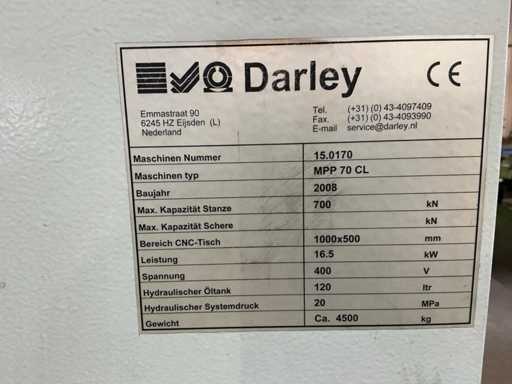 Darley CE
Emmastraat 90
6245 HZ Eijsden (L)
Nederland
Tel. (+31) (0) 43-4097409
Fax. (+31) (0) 43-4093990
E-mail service@darley.nl
Maschinen Nummer 15.0170
Maschinen typ MPP 70 CL
Baujahr 2008
Max. Kapazität Stanze 700 kN
Max. Kapazität Schere kN
Bereich CNC-Tisch 1000x500 mm
Leistung 16.5 kW
Spannung 400 V
Hydraulischer Öltank 120 ltr
Hydraulischer Systemdruck 20 MPa
Gewicht Ca. 4500 kg